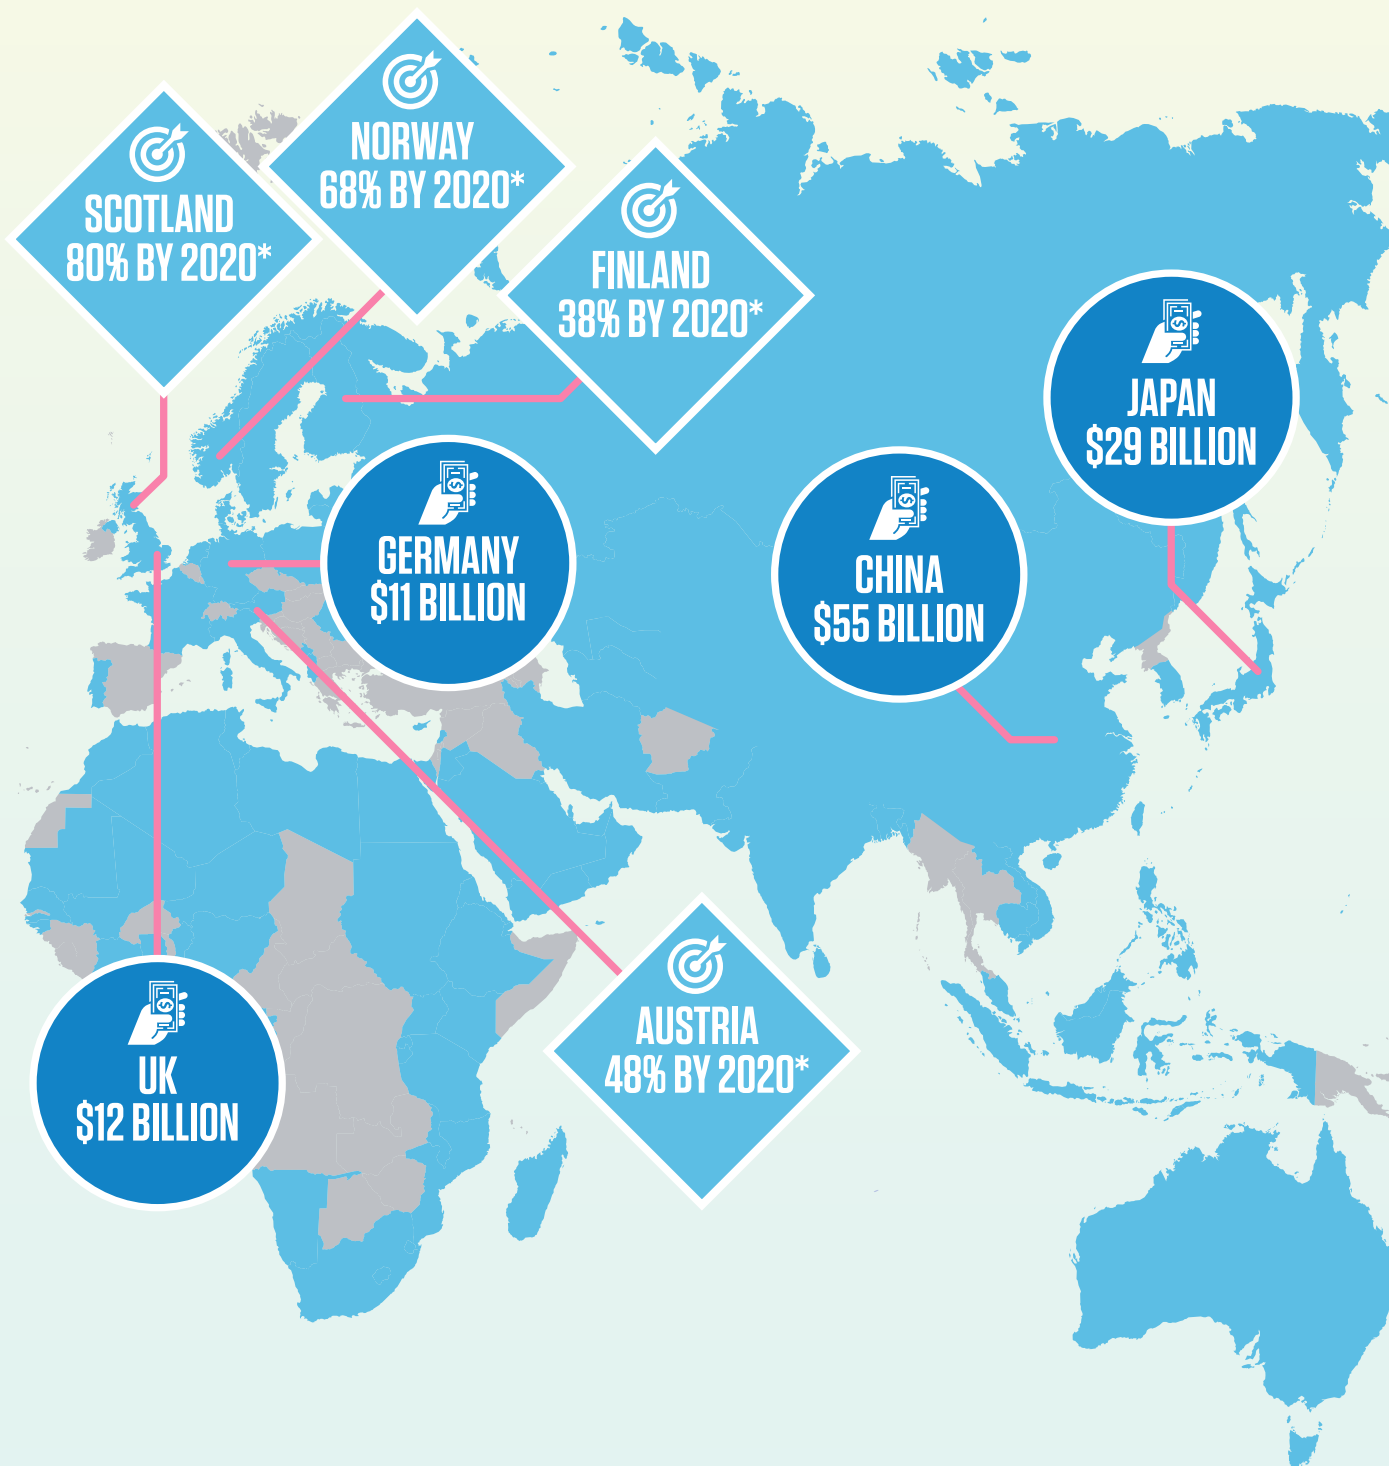 NORWAY
68% BY 2020*
SCOTLAND
80% BY 2020*
FINLAND
38% BY 2020*
JAPAN
$29 BILLION
GERMANY
$11 BILLION
CHINA
$55 BILLION
AUSTRIA
48% BY 2020*
UK
$12 BILLION